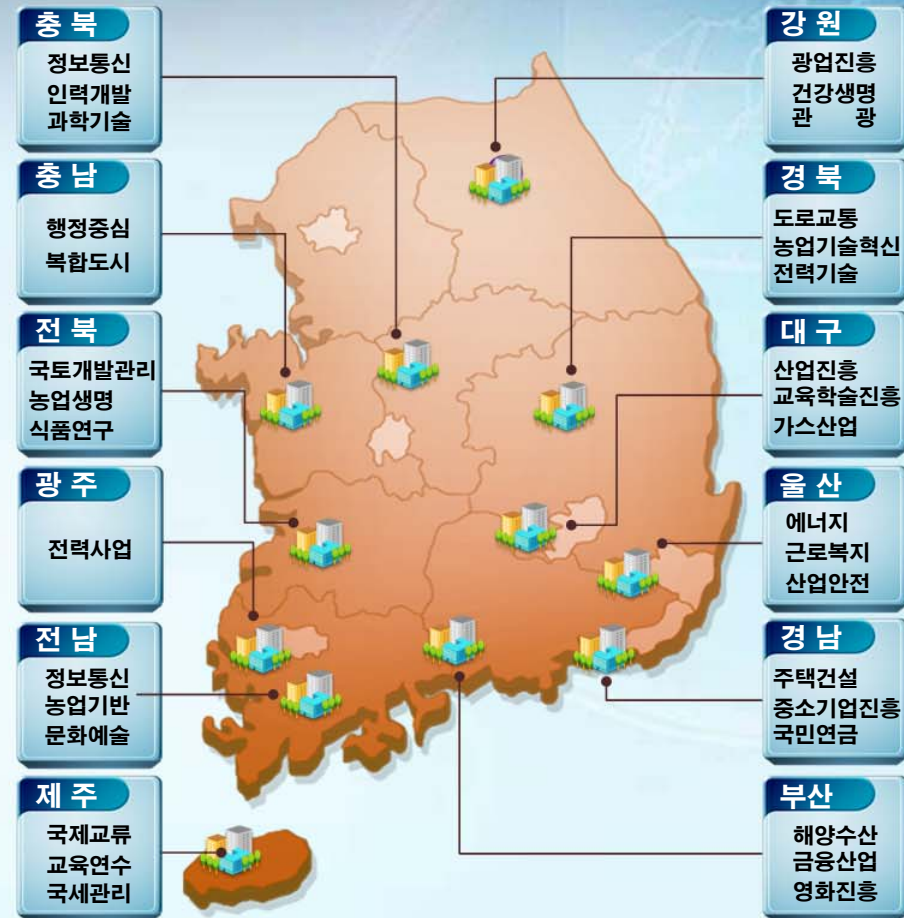 충 북
정보통신
인력개발
과학기술
충 남
행정중심
복합도시
전 북
국토개발관리
농업생명
식품연구
광 주
전력사업
전 남
정보통신
농업기반
문화예술
제 주
국제교류
교육연수
국세관리
강 원
광업진흥
건강생명
관 광
경 북
도로교통
농업기술혁신
전력기술
대 구
산업진흥
교육학술진흥
가스산업
울 산
에너지
근로복지
산업안전
경 남
주택건설
중소기업진흥
국민연금
부산
해양수산
금융산업
영화진흥